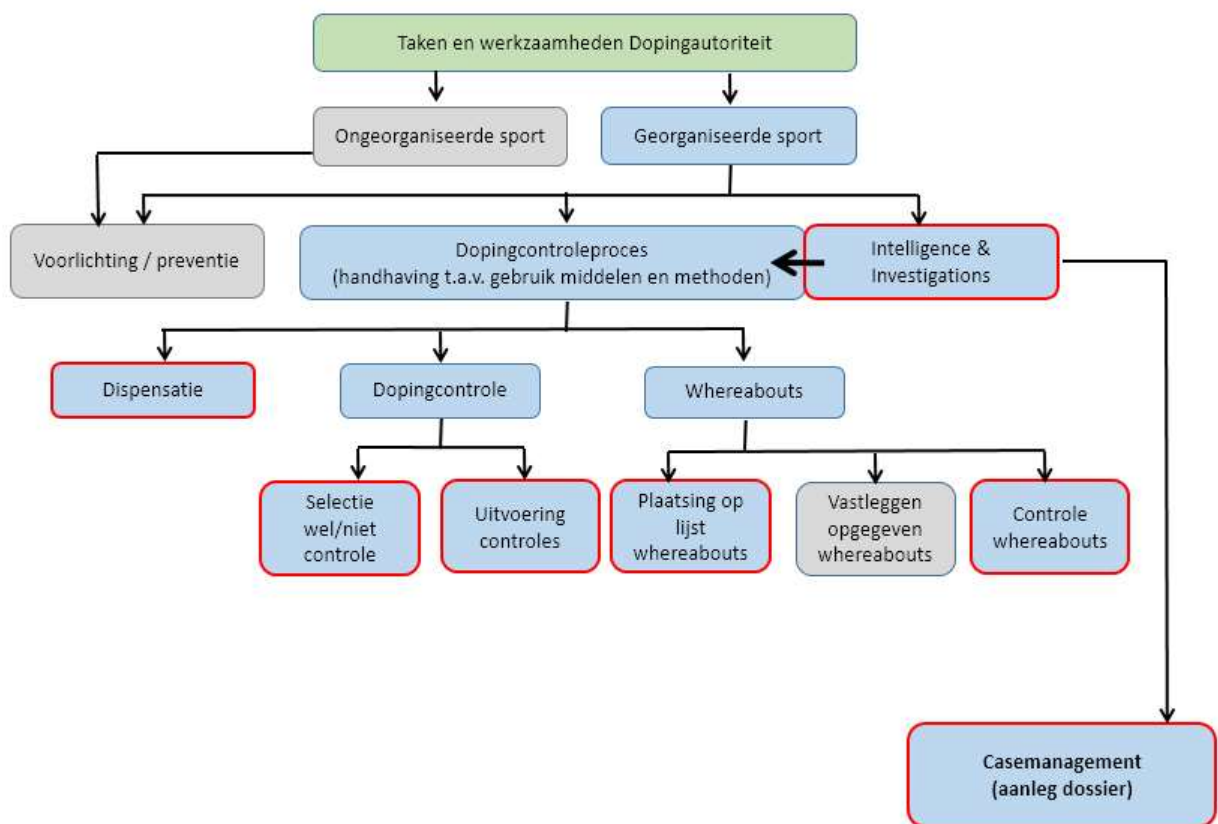 Taken en werkzaamheden Dopingautoriteit
Ongeorganiseerde sport
Georganiseerde sport
Voorlichting / preventie
Dopingcontroleproces
(handhaving t.a.v. gebruik middelen en methoden)
Intelligence &
Investigations
Dispensatie
Dopingcontrole
Whereabouts
Selectie
wel/niet
controle
Uitvoering
controles
Plaatsing op
lijst
whereabouts
Vastleggen
opgegeven
whereabouts
Controle
whereabouts
Casemanagement
(aanleg dossier)